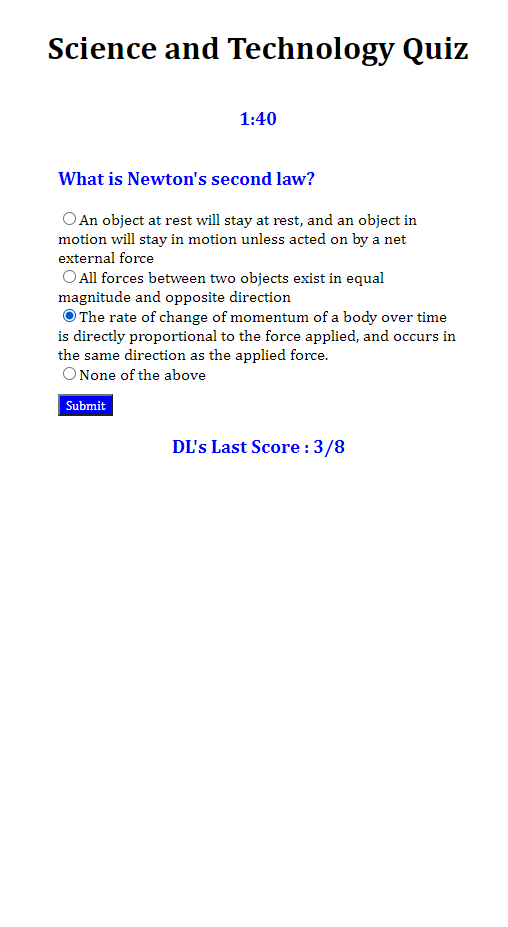 Science and Technology Quiz
1:40
What is Newton's second law?
An object at rest will stay at rest, and an object in
motion will stay in motion unless acted on by a net
external force
All forces between two objects exist in equal
magnitude and opposite direction
The rate of change of momentum of a body over time
is directly proportional to the force applied, and occurs in
the same direction as the applied force.
None of the above
Submit
DL's Last Score : 3/8